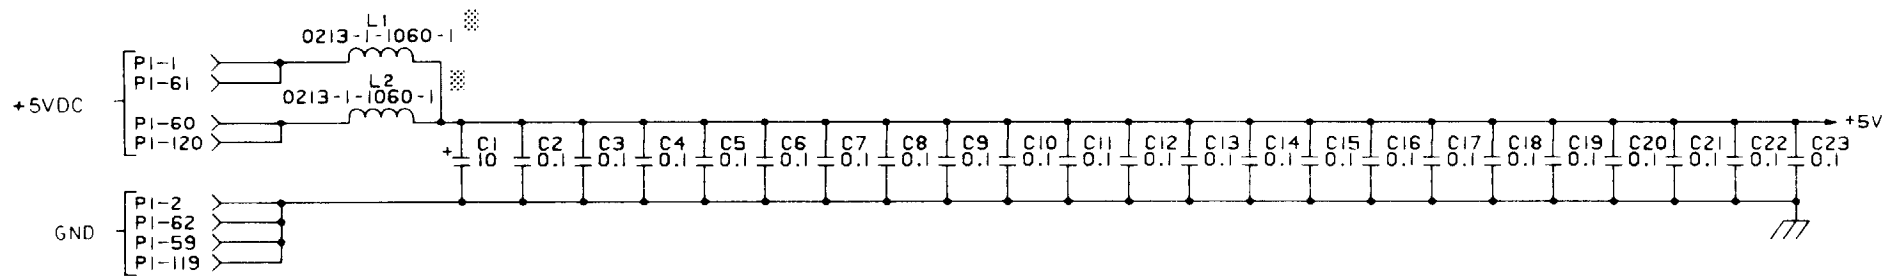 L1
0213-1-1060-1
P1-1
P1-61
+5VDC
L2
0213-1-1060-1
P1-60
P1-120
+5V
+
C1 C2 C3 C4 C5 C6 C7 C8 C9 C10 C11 C12 C13 C14 C15 C16 C17 C18 C19 C20 C21 C22 C23
10 0.1 0.1 0.1 0.1 0.1 0.1 0.1 0.1 0.1 0.1 0.1 0.1 0.1 0.1 0.1 0.1 0.1 0.1 0.1 0.1 0.1 0.1
P1-2
P1-62
GND
P1-59
P1-119